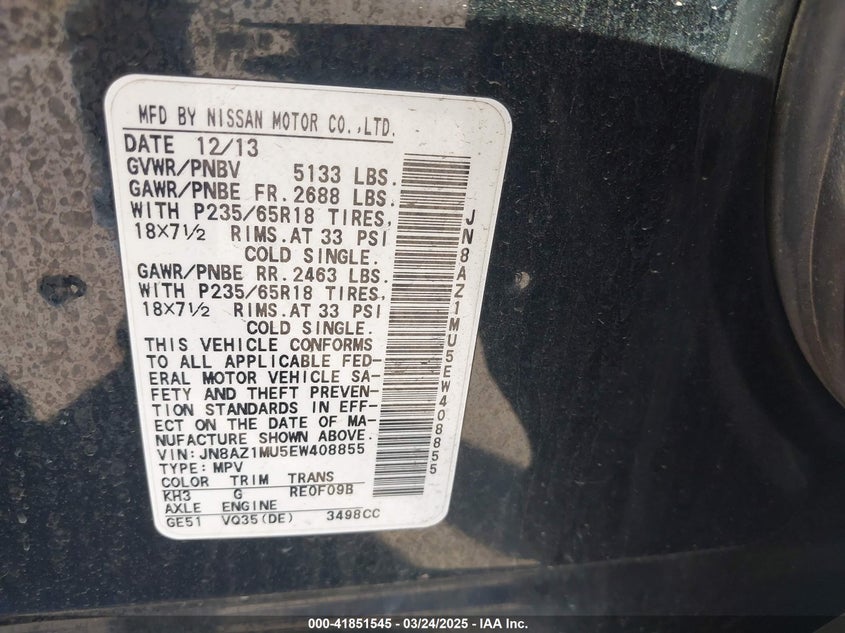 MFD BY NISSAN MOTOR CO.,LTD.
DATE 12/13
GVWR/PNBV 5133 LBS.
GAWR/PNBE FR.2688 LBS.
WITH P235/65R18 TIRES,
18×7½ RIMS.AT 33 PSI
COLD SINGLE.
GAWR/PNBE RR.2463 LBS.
WITH P235/65R18 TIRES,
18×7½ RIMS.AT 33 PSI
COLD SINGLE.
THIS VEHICLE CONFORMS
TO ALL APPLICABLE FED-
ERAL MOTOR VEHICLE SA-
FETY AND THEFT PREVEN-
TION STANDARDS IN EFF-
ECT ON THE DATE OF MA-
NUFACTURE SHOWN ABOVE.
VIN: JN8AZ1MU5EW408855
TYPE: MPV
COLOR TRIM TRANS
KH3 G RE0F09B
AXLE ENGINE
GE51 VQ35(DE) 3498CC
JN8AZ1MU5EW408855
000-41851545 — 03/24/2025 — IAA Inc.